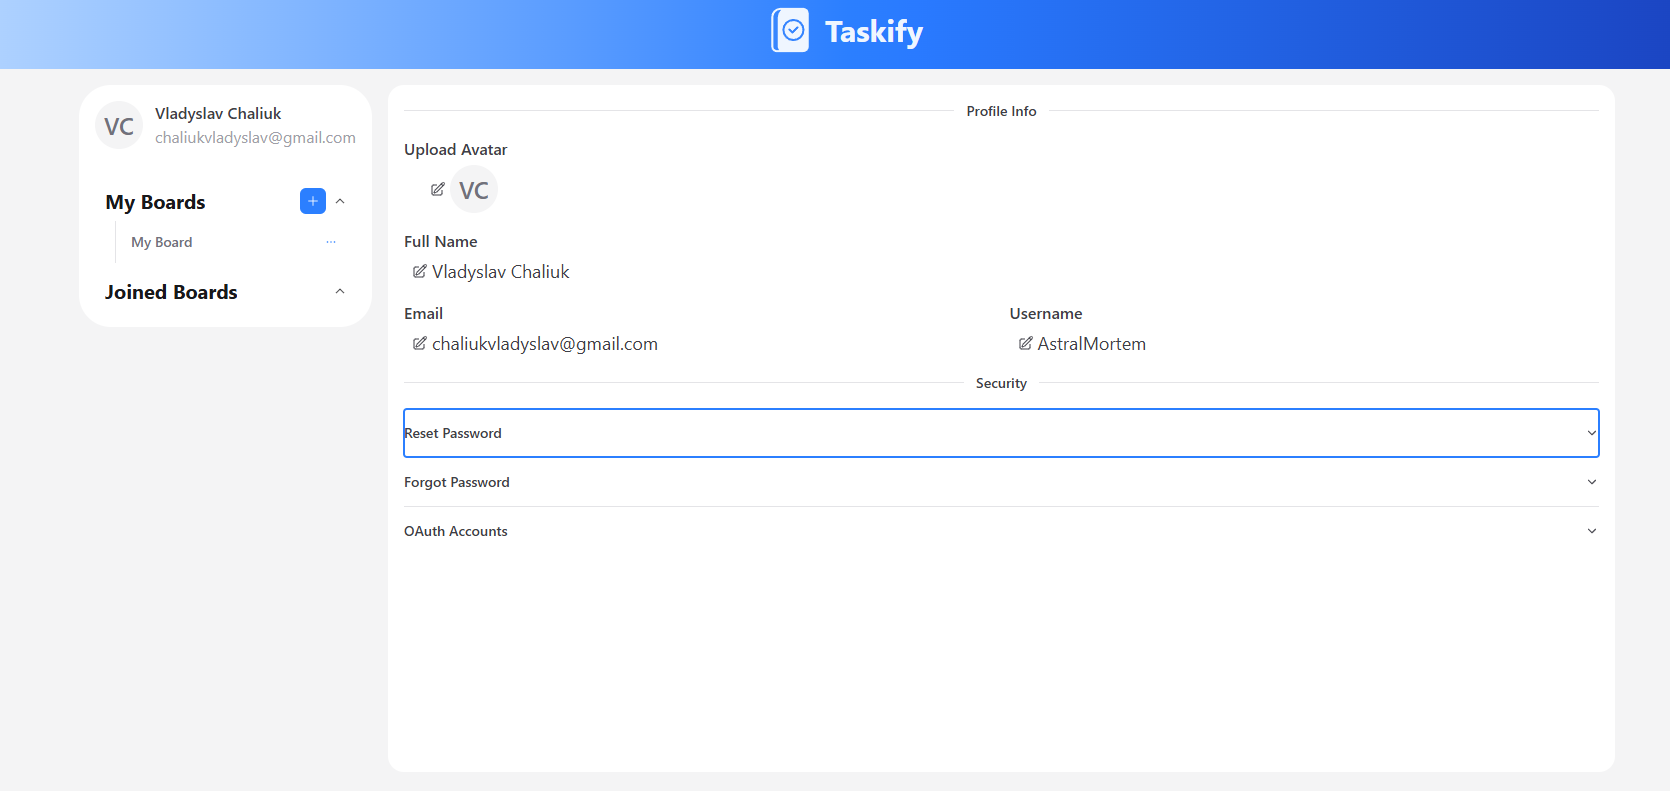 Taskify
VC
Vladyslav Chaliuk
chaliukvladyslav@gmail.com
My Boards
My Board
Joined Boards
Profile Info
Upload Avatar
VC
Full Name
Vladyslav Chaliuk
Email
chaliukvladyslav@gmail.com
Username
AstralMortem
Security
Reset Password
Forgot Password
OAuth Accounts